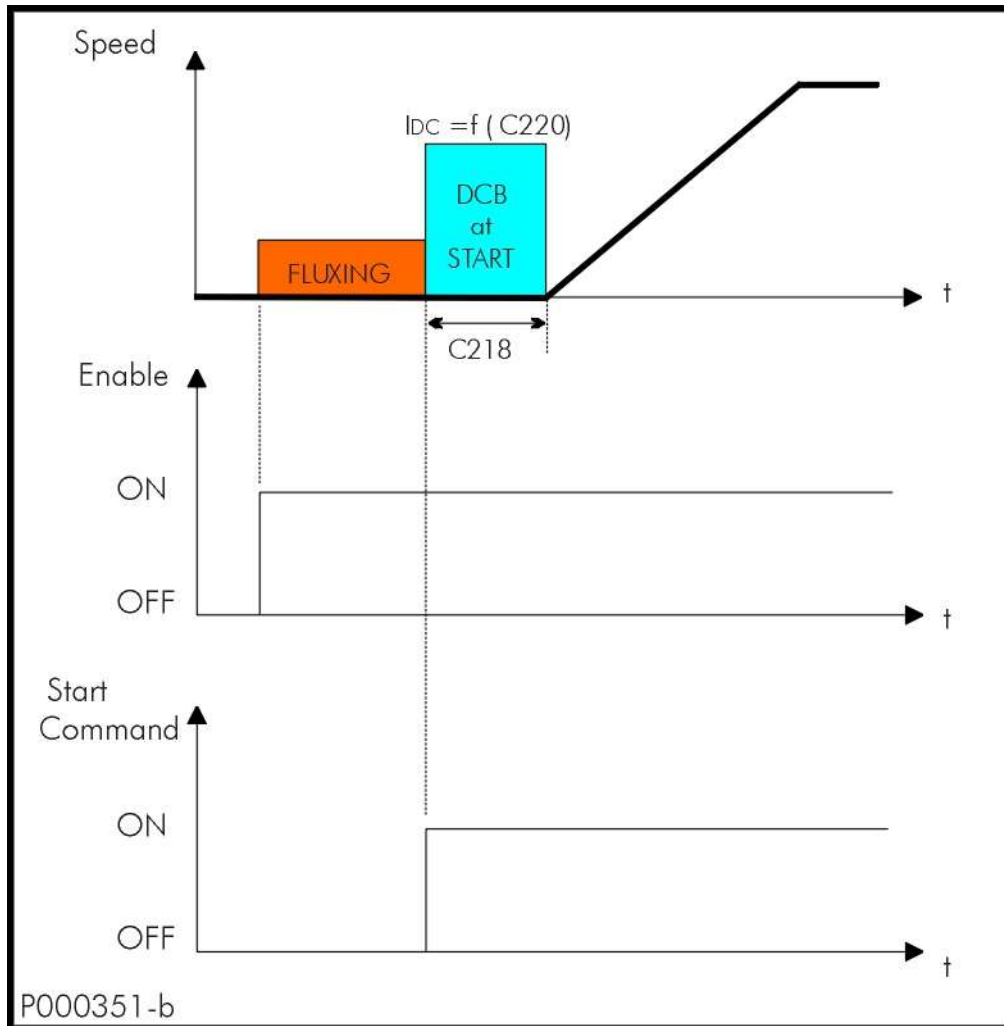 Speed
IDC =f ( C220)
DCB
at
START
FLUXING
t
C218
Enable
ON
OFF
t
Start
Command
ON
OFF
t
P000351-b